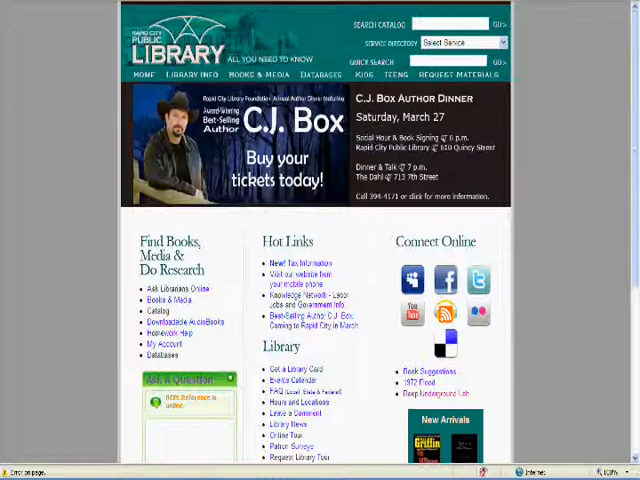 RAPID CITY
PUBLIC
LIBRARY
ALL YOU NEED TO KNOW
SEARCH CATALOG GO>
SERVICE DIRECTORY Select Service
QUICK SEARCH GO>
HOME LIBRARY INFO BOOKS & MEDIA DATABASES KIDS TEENS REQUEST MATERIALS
Rapid City Library Foundation Annual Author Dinner featuring
Award-Winning
Best-Selling
Author
C.J. Box
Buy your
tickets today!
C.J. BOX AUTHOR DINNER
Saturday, March 27
Social Hour & Book Signing @ 6 p.m.
Rapid City Public Library @ 610 Quincy Street
Dinner & Talk @ 7 p.m.
The Dahl @ 713 7th Street
Call 394-4171 or click for more information.
Find Books,
Media &
Do Research
Ask Librarians Online
Books & Media
Catalog
Downloadable AudioBooks
Homework Help
My Account
Databases
Ask A Question
RCPL Reference is
online.
Hot Links
New! Tax Information
Visit our website from
your mobile phone
Knowledge Network - Labor
Jobs and Government Info
Best-Selling Author C.J. Box
Coming to Rapid City in March
Library
Get a Library Card
Events Calendar
FAQ (Local, State & Federal)
Hours and Locations
Leave a Comment
Library News
Online Tour
Patron Surveys
Request Library Tour
Connect Online
You
Tube
Book Suggestions
1972 Flood
Deep Underground Lab
New Arrivals
Griffin
Error on page.
Internet
100%